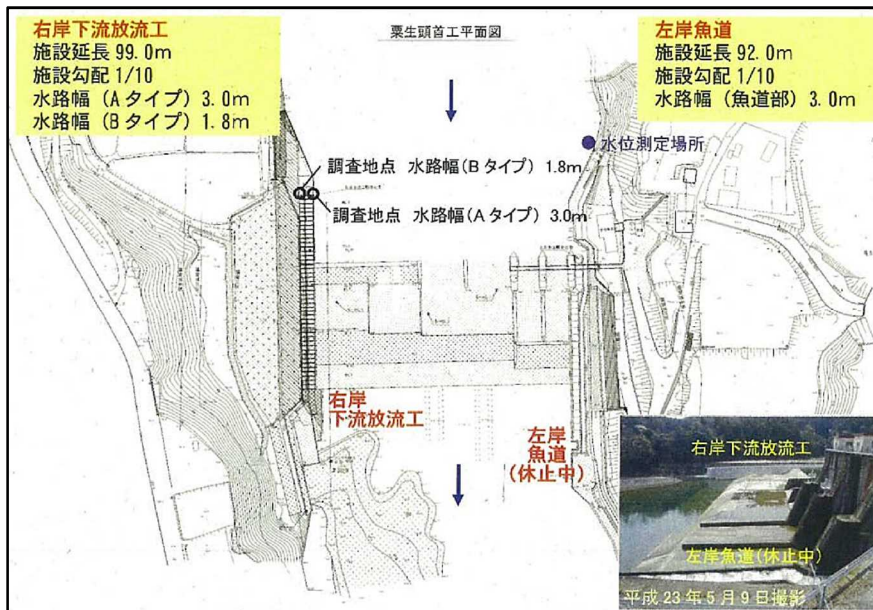 右岸下流放流工
施設延長 99.0m
施設勾配 1/10
水路幅 (Aタイプ) 3.0m
水路幅 (Bタイプ) 1.8m
粟生頭首工平面図
左岸魚道
施設延長 92.0m
施設勾配 1/10
水路幅 (魚道部) 3.0m
水位測定場所
調査地点 水路幅(Bタイプ) 1.8m
調査地点 水路幅(Aタイプ) 3.0m
右岸
下流放流工
左岸
魚道
(休止中)
右岸下流放流工
左岸魚道(休止中)
平成23年5月9日撮影